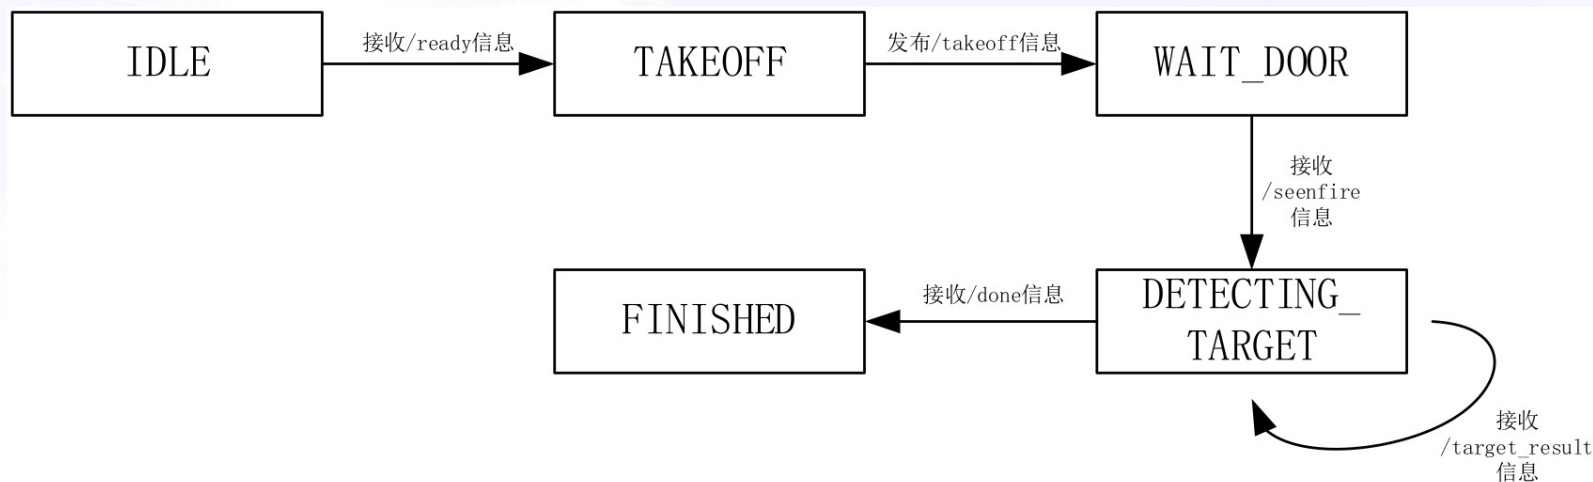 IDLE
接收/ready信息
TAKEOFF
发布/takeoff信息
WAIT_DOOR
接收
/seenfire
信息
FINISHED
接收/done信息
DETECTING_
TARGET
接收
/target_result
信息